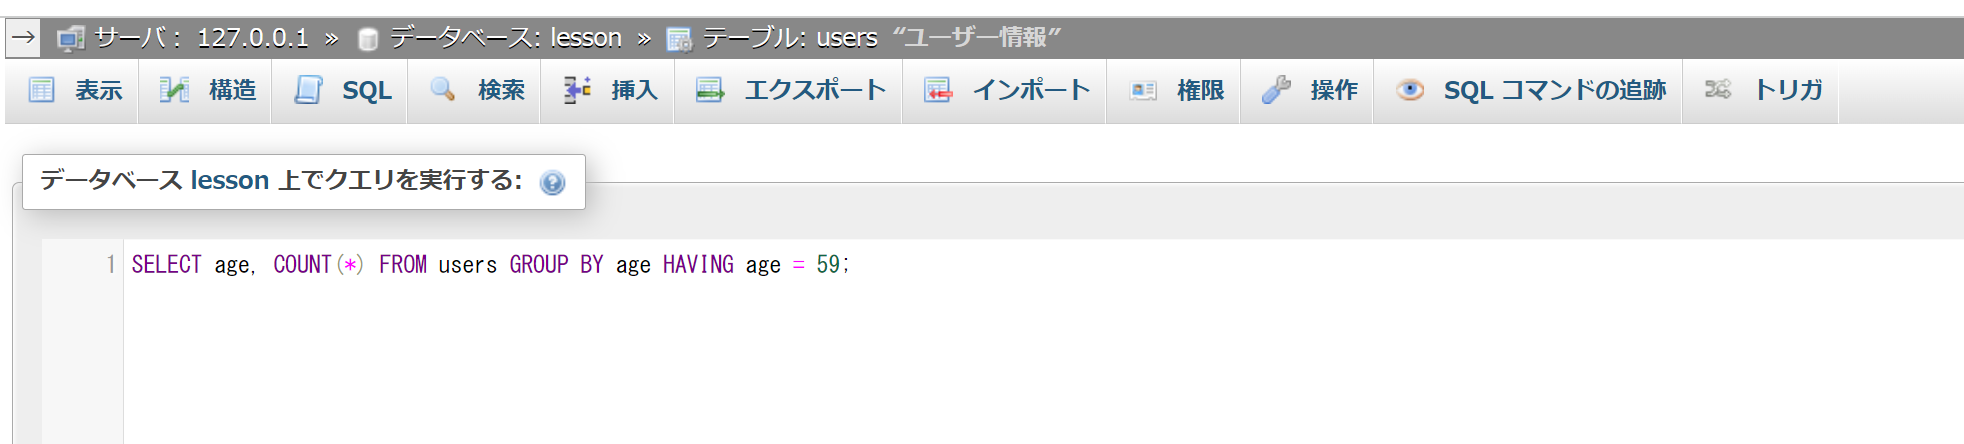 → サーバ: 127.0.0.1 » データベース: lesson » テーブル: users “ユーザー情報”
表示 構造 SQL 検索 挿入 エクスポート インポート 権限 操作 SQL コマンドの追跡 トリガ
データベース lesson 上でクエリを実行する:
1 SELECT age, COUNT(*) FROM users GROUP BY age HAVING age = 59;